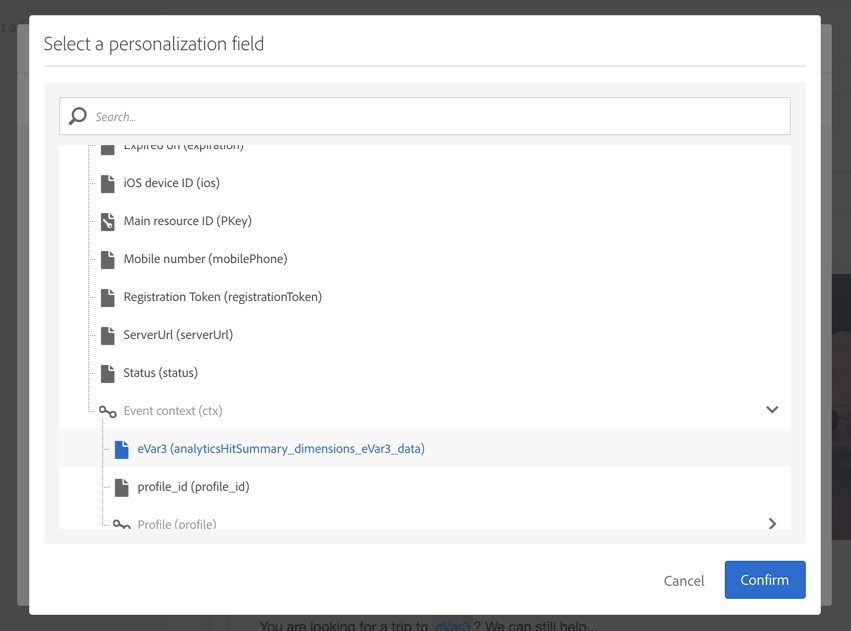 Select a personalization field
Search...
Expired on (expiration)
iOS device ID (ios)
Main resource ID (PKey)
Mobile number (mobilePhone)
Registration Token (registrationToken)
ServerUrl (serverUrl)
Status (status)
Event context (ctx)
eVar3 (analyticsHitSummary_dimensions_eVar3_data)
profile_id (profile_id)
Profile (profile)
Cancel
Confirm
You are looking for a trip to eVar3 ? We can still help...